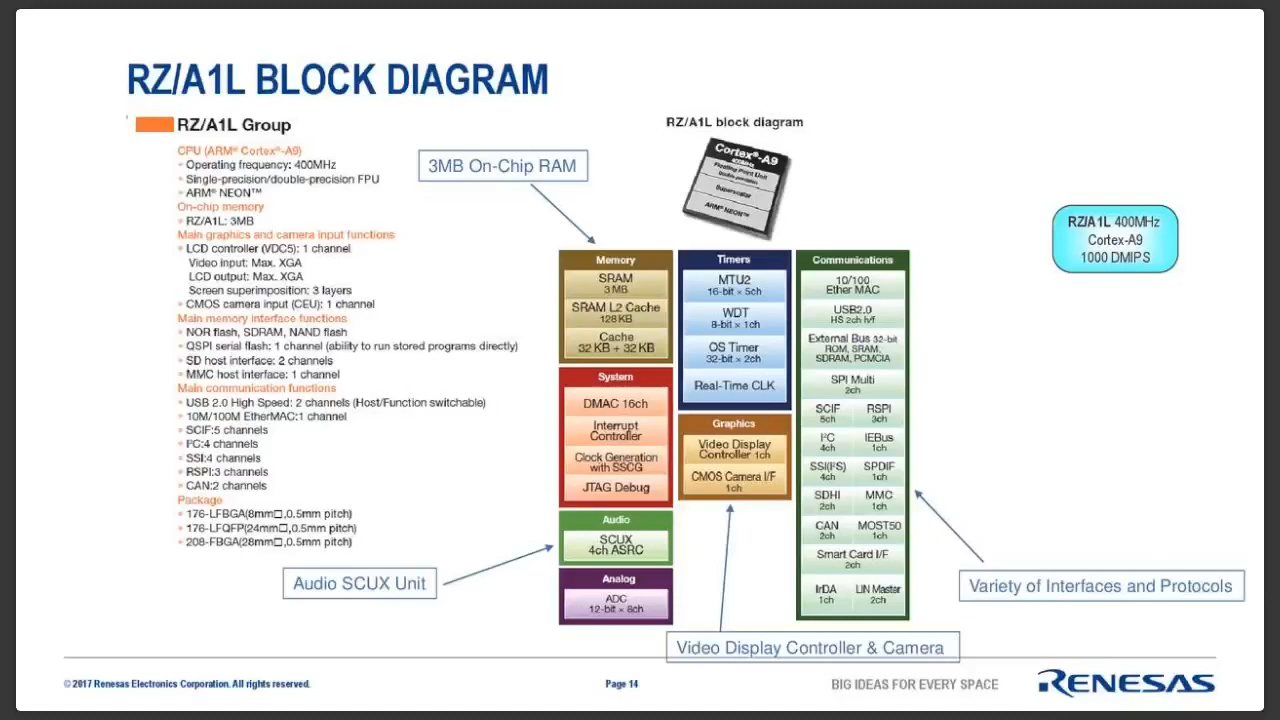 RZ/A1L BLOCK DIAGRAM
RZ/A1L Group
CPU (ARM® Cortex®-A9)
• Operating frequency: 400MHz
• Single-precision/double-precision FPU
• ARM® NEON™
On-chip memory
• RZ/A1L: 3MB
Main graphics and camera input functions
• LCD controller (VDC5): 1 channel
Video input: Max. XGA
LCD output: Max. XGA
Screen superimposition: 3 layers
• CMOS camera input (CEU): 1 channel
Main memory interface functions
• NOR flash, SDRAM, NAND flash
• QSPI serial flash: 1 channel (ability to run stored programs directly)
• SD host interface: 2 channels
• MMC host interface: 1 channel
Main communication functions
• USB 2.0 High Speed: 2 channels (Host/Function switchable)
• 10M/100M EtherMAC:1 channel
• SCIF:5 channels
• I²C:4 channels
• SSI:4 channels
• RSPI:3 channels
• CAN:2 channels
Package
• 176-LFBGA(8mm□,0.5mm pitch)
• 176-LFQFP(24mm□,0.5mm pitch)
• 208-FBGA(28mm□,0.5mm pitch)
3MB On-Chip RAM
RZ/A1L block diagram
Cortex®-A9
400MHz
Floating Point Unit
Double precision
Superscalar
ARM® NEON™
Memory
SRAM
3 MB
SRAM L2 Cache
128 KB
Cache
32 KB + 32 KB
System
DMAC 16ch
Interrupt
Controller
Clock Generation
with SSCG
JTAG Debug
Audio
SCUX
4ch ASRC
Analog
ADC
12-bit × 8ch
Timers
MTU2
16-bit × 5ch
WDT
8-bit × 1ch
OS Timer
32-bit × 2ch
Real-Time CLK
Graphics
Video Display
Controller 1ch
CMOS Camera I/F
1ch
Communications
10/100
Ether MAC
USB2.0
HS 2ch h/f
External Bus 32-bit
ROM, SRAM,
SDRAM, PCMCIA
SPI Multi
2ch
SCIF RSPI
5ch 3ch
I²C IEBus
4ch 1ch
SSI(I²S) SPDIF
4ch 1ch
SDHI MMC
2ch 1ch
CAN MOST50
2ch 1ch
Smart Card I/F
2ch
IrDA LIN Master
1ch 2ch
RZ/A1L 400MHz
Cortex-A9
1000 DMIPS
Audio SCUX Unit
Variety of Interfaces and Protocols
Video Display Controller & Camera
© 2017 Renesas Electronics Corporation. All rights reserved.
Page 14
BIG IDEAS FOR EVERY SPACE
RENESAS